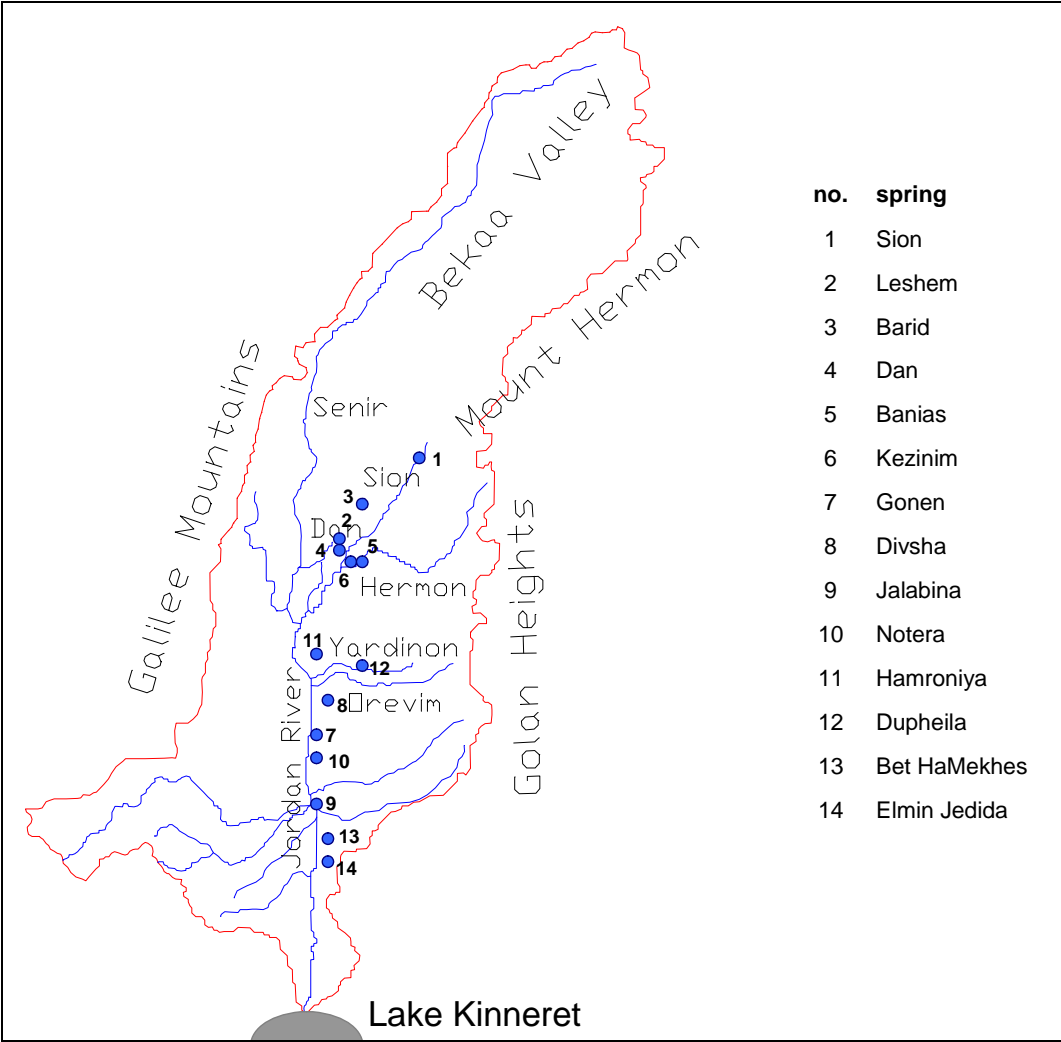 Bekaa Valley
Mount Hermon
Galilee Mountains
Senir
Sion
Dan
Hermon
Golan Heights
Yardinon
▯revim
Jordan River
1
3
2
4
5
6
11
12
8
7
10
9
13
14
Lake Kinneret
no. spring
1 Sion
2 Leshem
3 Barid
4 Dan
5 Banias
6 Kezinim
7 Gonen
8 Divsha
9 Jalabina
10 Notera
11 Hamroniya
12 Dupheila
13 Bet HaMekhes
14 Elmin Jedida